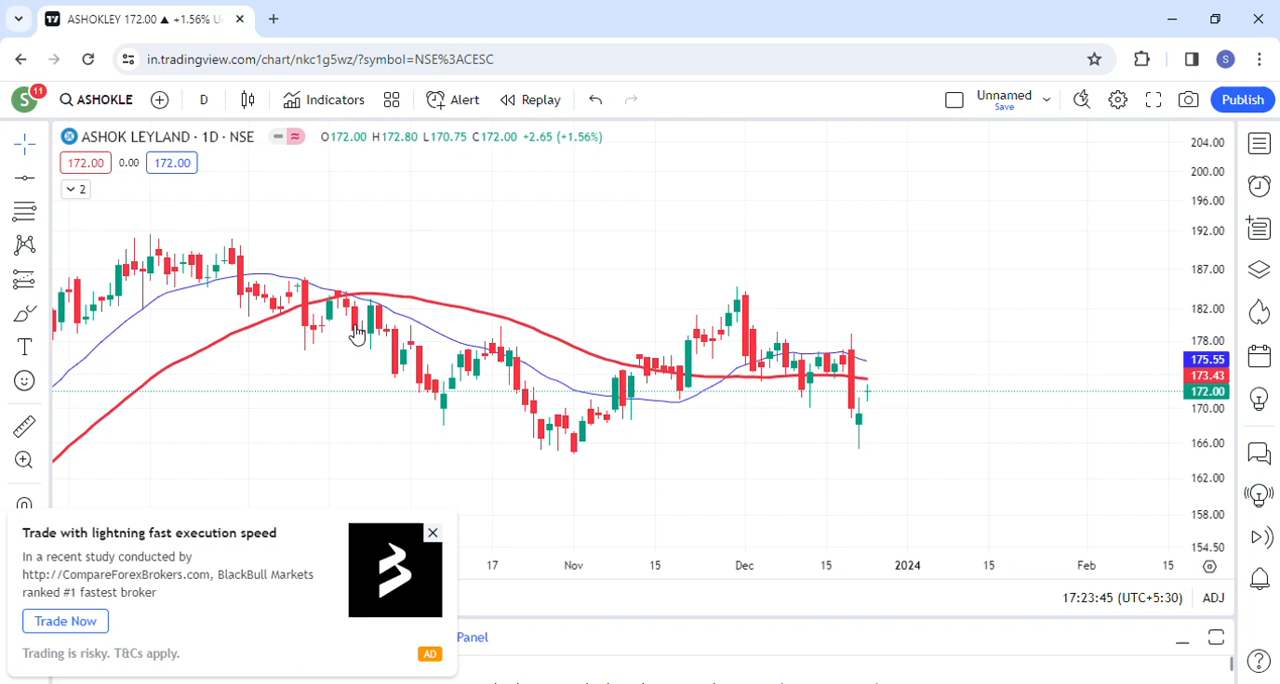 ASHOKLEY 172.00 ▲ +1.56% U
in.tradingview.com/chart/nkc1g5wz/?symbol=NSE%3ACESC
S
S
11
ASHOKLE
D
Indicators
Alert
Replay
Unnamed
Save
Publish
ASHOK LEYLAND · 1D · NSE
O172.00 H172.80 L170.75 C172.00 +2.65 (+1.56%)
172.00 0.00 172.00
2
204.00
200.00
196.00
192.00
187.00
182.00
178.00
175.55
173.43
172.00
170.00
166.00
162.00
158.00
154.50
17 Nov 15 Dec 15 2024 15 Feb 15
17:23:45 (UTC+5:30) ADJ
Panel
Trade with lightning fast execution speed
In a recent study conducted by
http://CompareForexBrokers.com, BlackBull Markets
ranked #1 fastest broker
Trade Now
Trading is risky. T&Cs apply.
AD